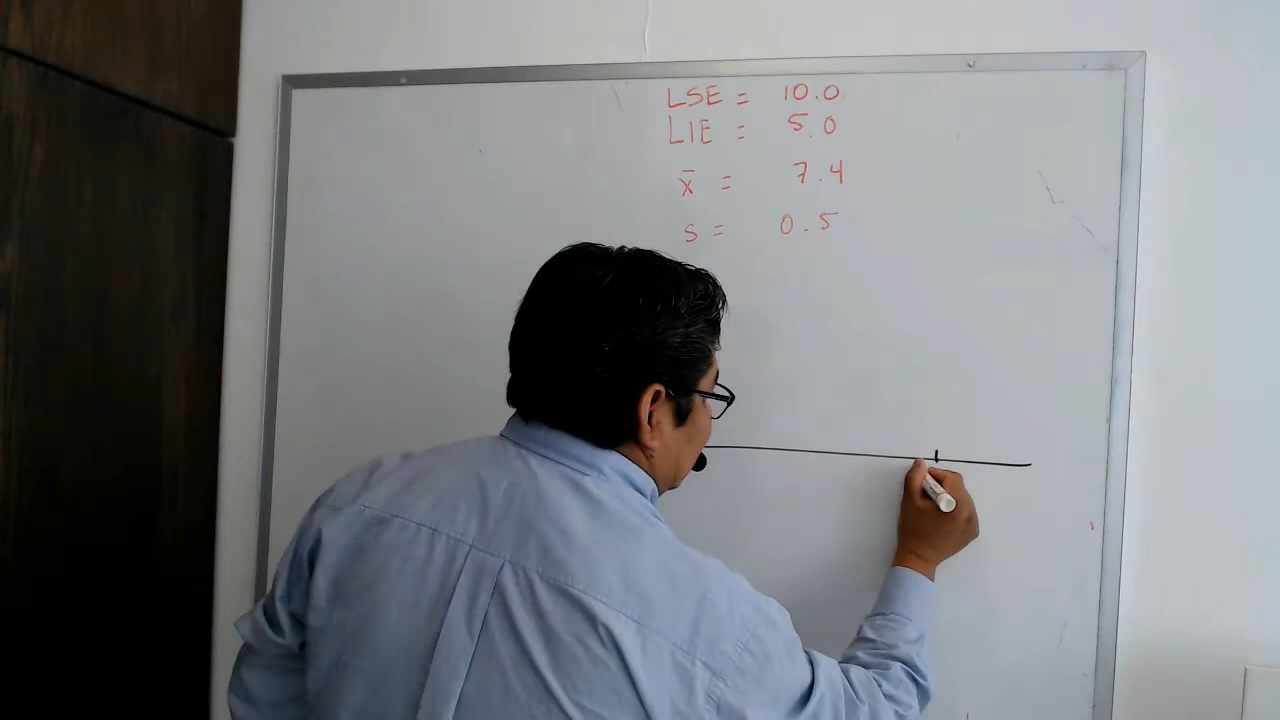 LSE = 10.0
LIE = 5.0
x̄ = 7.4
s = 0.5